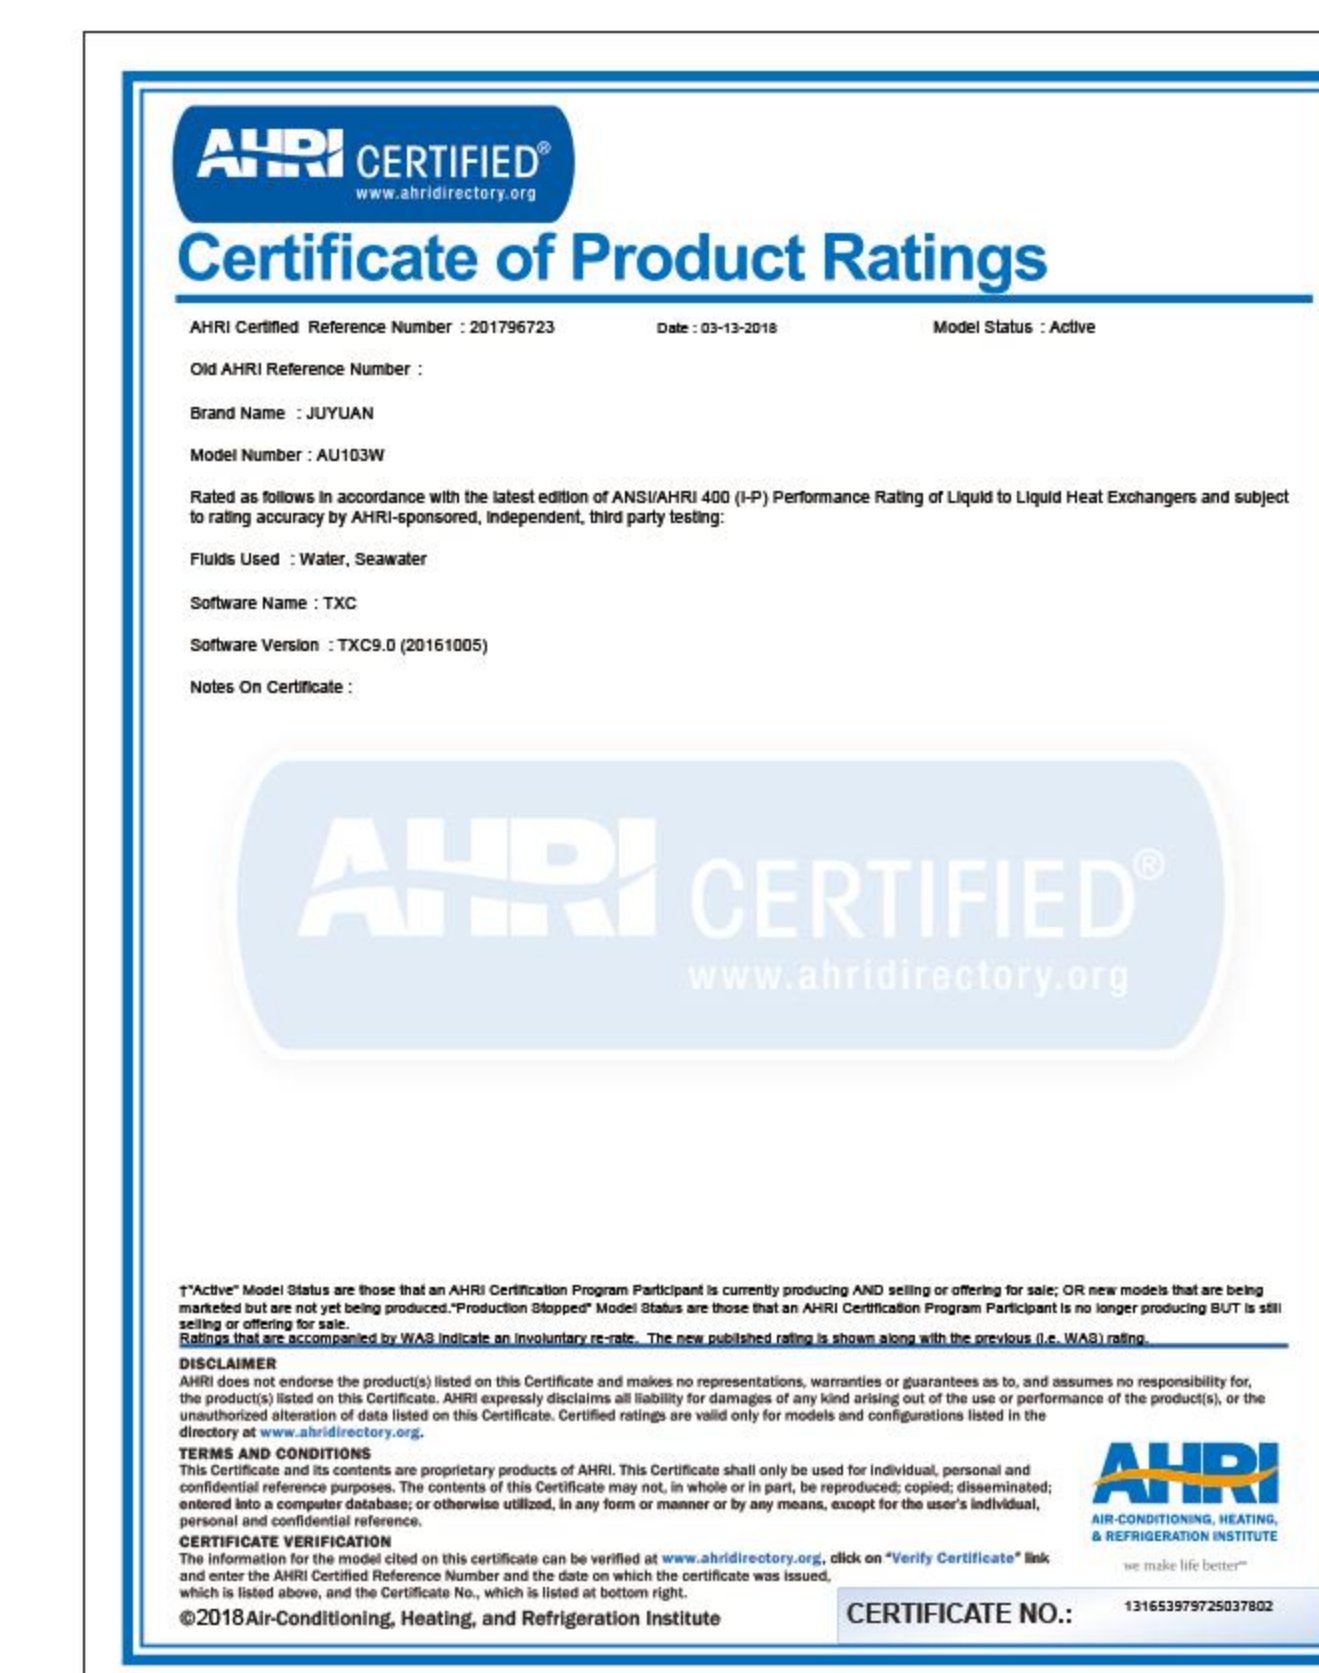 AHRI CERTIFIED®
www.ahridirectory.org
Certificate of Product Ratings
AHRI Certified Reference Number : 201796723 Date : 03-13-2018 Model Status : Active
Old AHRI Reference Number :
Brand Name : JUYUAN
Model Number : AU103W
Rated as follows in accordance with the latest edition of ANSI/AHRI 400 (I-P) Performance Rating of Liquid to Liquid Heat Exchangers and subject
to rating accuracy by AHRI-sponsored, independent, third party testing:
Fluids Used : Water, Seawater
Software Name : TXC
Software Version : TXC9.0 (20161005)
Notes On Certificate :
AHRI CERTIFIED®
www.ahridirectory.org
†"Active" Model Status are those that an AHRI Certification Program Participant is currently producing AND selling or offering for sale; OR new models that are being
marketed but are not yet being produced."Production Stopped" Model Status are those that an AHRI Certification Program Participant is no longer producing BUT is still
selling or offering for sale.
Ratings that are accompanied by WAS indicate an involuntary re-rate. The new published rating is shown along with the previous (i.e. WAS) rating.
DISCLAIMER
AHRI does not endorse the product(s) listed on this Certificate and makes no representations, warranties or guarantees as to, and assumes no responsibility for,
the product(s) listed on this Certificate. AHRI expressly disclaims all liability for damages of any kind arising out of the use or performance of the product(s), or the
unauthorized alteration of data listed on this Certificate. Certified ratings are valid only for models and configurations listed in the
directory at www.ahridirectory.org.
TERMS AND CONDITIONS
This Certificate and its contents are proprietary products of AHRI. This Certificate shall only be used for individual, personal and
confidential reference purposes. The contents of this Certificate may not, in whole or in part, be reproduced; copied; disseminated;
entered into a computer database; or otherwise utilized, in any form or manner or by any means, except for the user's individual,
personal and confidential reference.
CERTIFICATE VERIFICATION
The information for the model cited on this certificate can be verified at www.ahridirectory.org, click on "Verify Certificate" link
and enter the AHRI Certified Reference Number and the date on which the certificate was issued,
which is listed above, and the Certificate No., which is listed at bottom right.
©2018 Air-Conditioning, Heating, and Refrigeration Institute
AHRI
AIR-CONDITIONING, HEATING,
& REFRIGERATION INSTITUTE
we make life better℠
CERTIFICATE NO.: 131653979725037802